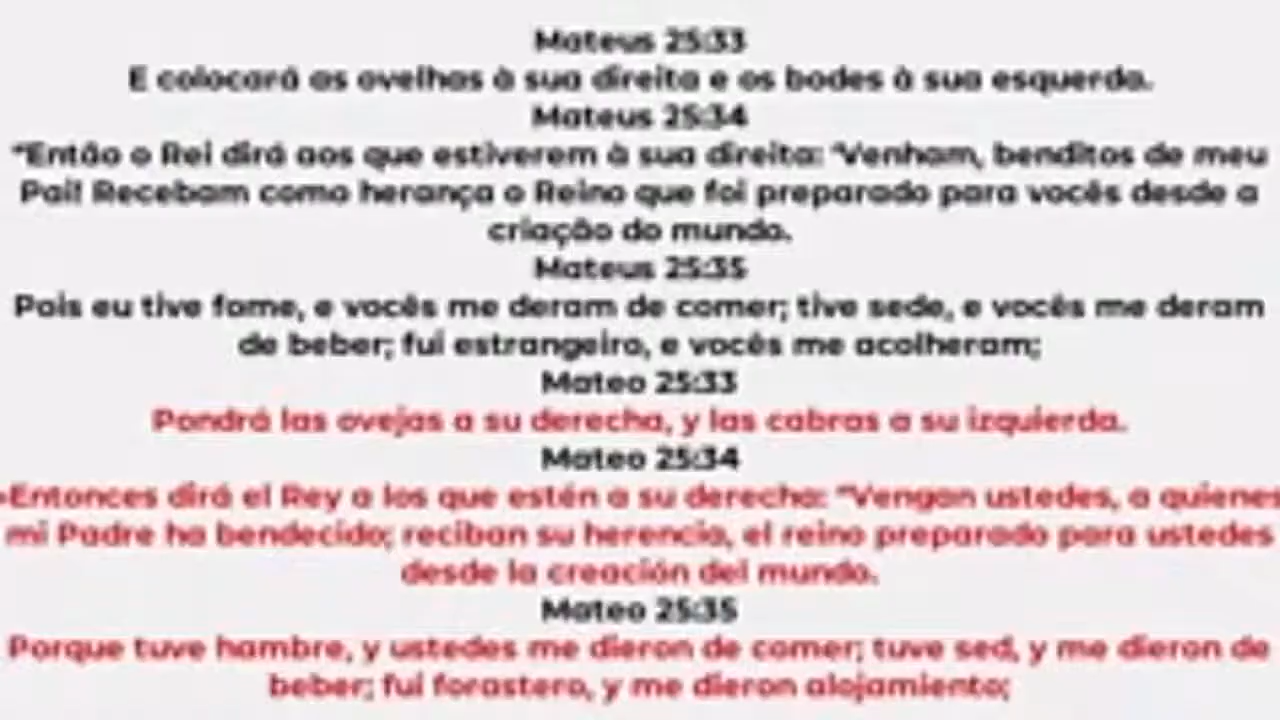 Mateus 25:33
E colocará as ovelhas à sua direita e os bodes à sua esquerda.
Mateus 25:34
“Então o Rei dirá aos que estiverem à sua direita: ‘Venham, benditos de meu
Pai! Recebam como herança o Reino que foi preparado para vocês desde a
criação do mundo.
Mateus 25:35
Pois eu tive fome, e vocês me deram de comer; tive sede, e vocês me deram
de beber; fui estrangeiro, e vocês me acolheram;
Mateo 25:33
Pondrá las ovejas a su derecha, y las cabras a su izquierda.
Mateo 25:34
»Entonces dirá el Rey a los que estén a su derecha: “Vengan ustedes, a quienes
mi Padre ha bendecido; reciban su herencia, el reino preparado para ustedes
desde la creación del mundo.
Mateo 25:35
Porque tuve hambre, y ustedes me dieron de comer; tuve sed, y me dieron de
beber; fui forastero, y me dieron alojamiento;